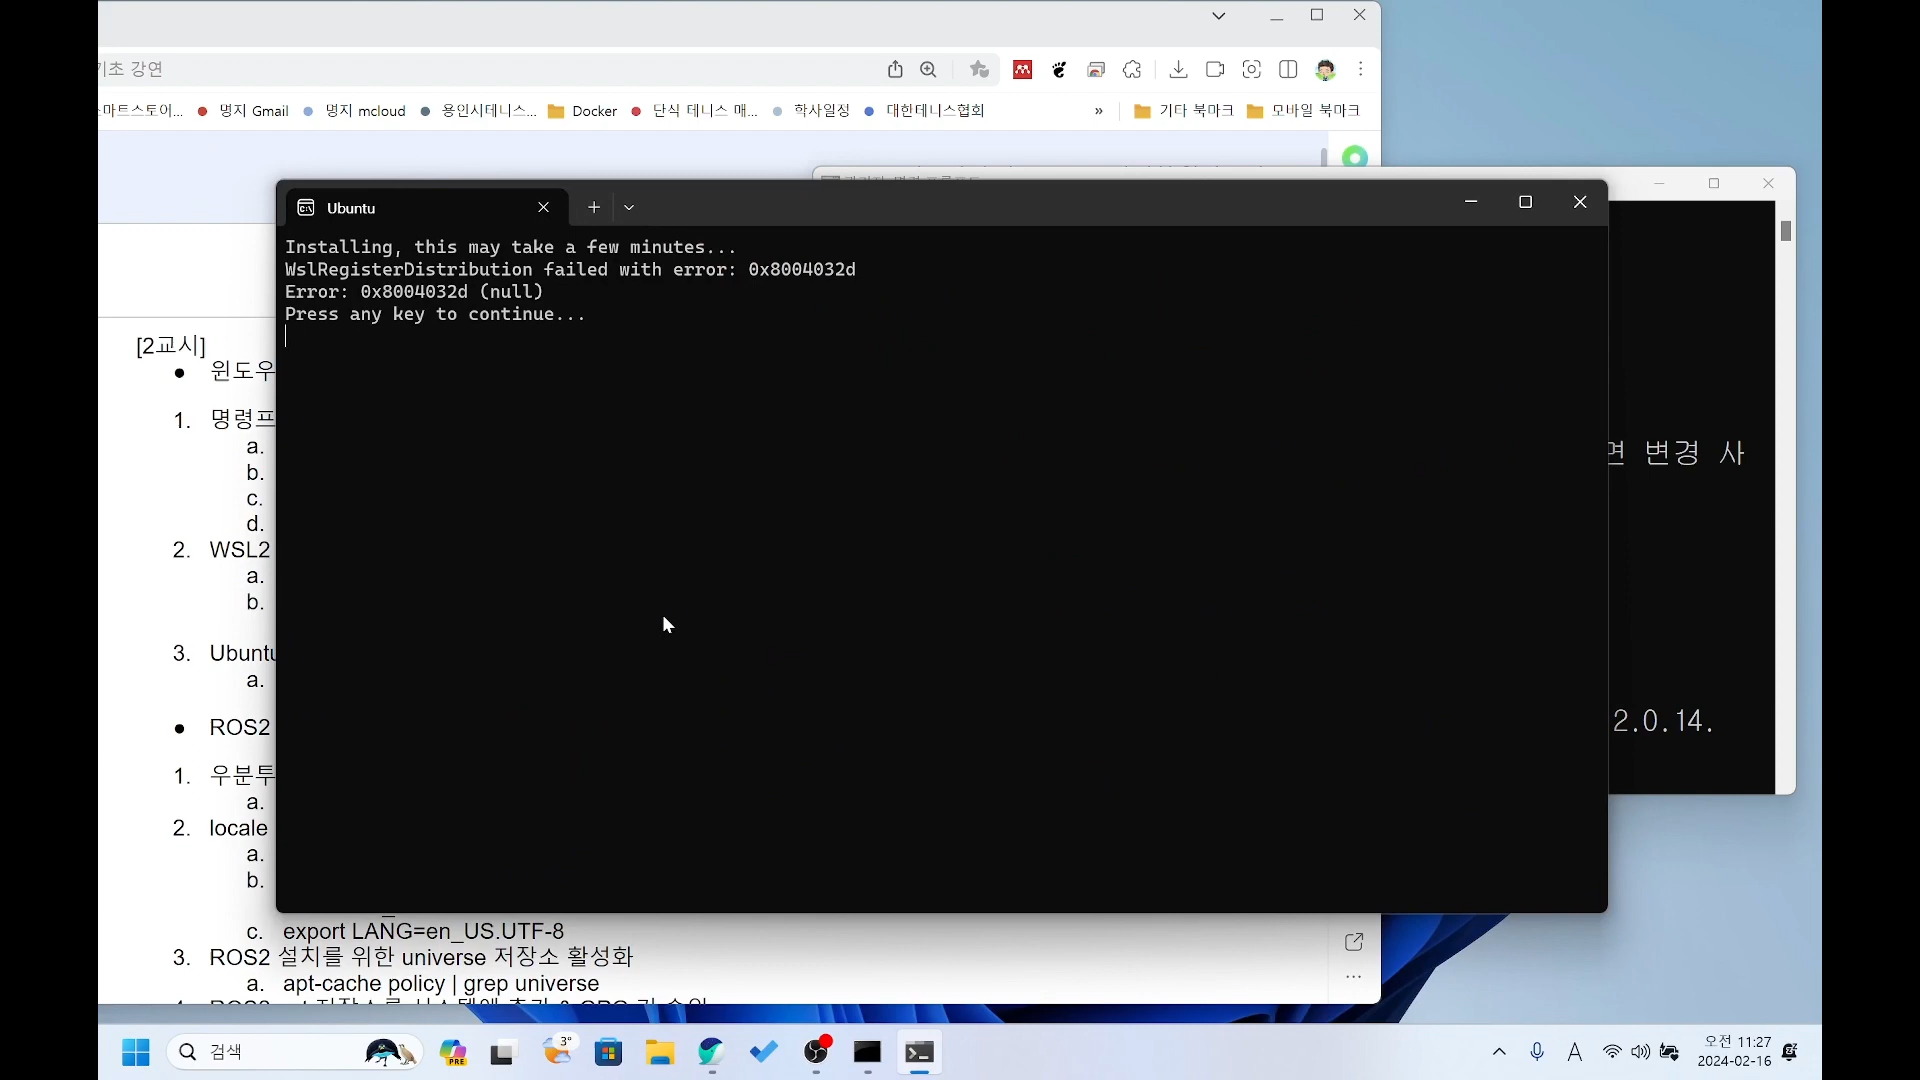 기초 강연
스마트스토어... 명지 Gmail 명지 mcloud 용인시테니스... Docker 단식 테니스 매... 학사일정 대한테니스협회 » 기타 북마크 모바일 북마크
Ubuntu
Installing, this may take a few minutes...
WslRegisterDistribution failed with error: 0x8004032d
Error: 0x8004032d (null)
Press any key to continue...
면 변경 사
2.0.14.
[2교시]
● 윈도우
1. 명령프
a.
b.
c.
d.
2. WSL2
a.
b.
3. Ubuntu
a.
● ROS2
1. 우분투
a.
2. locale
a.
b.
c. export LANG=en_US.UTF-8
3. ROS2 설치를 위한 universe 저장소 활성화
a. apt-cache policy | grep universe
검색
PRE
3°
A
오전 11:27
2024-02-16